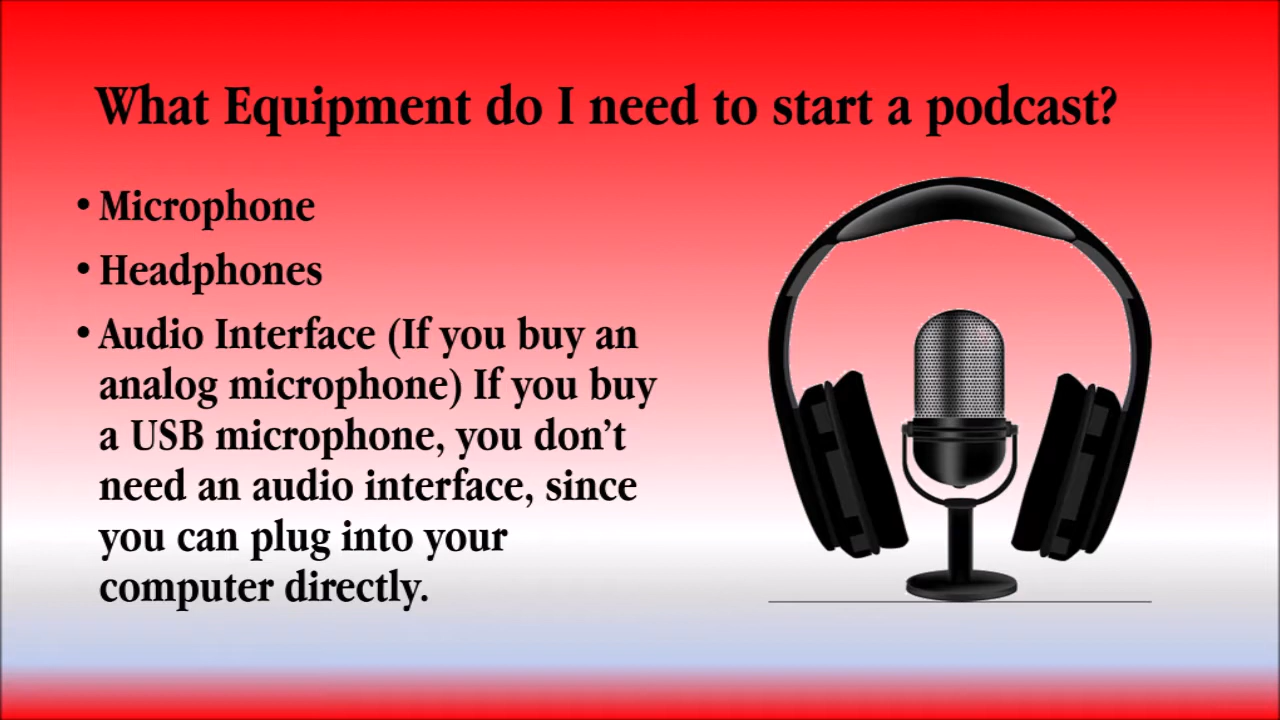 What Equipment do I need to start a podcast?
• Microphone
• Headphones
• Audio Interface (If you buy an
analog microphone) If you buy
a USB microphone, you don’t
need an audio interface, since
you can plug into your
computer directly.